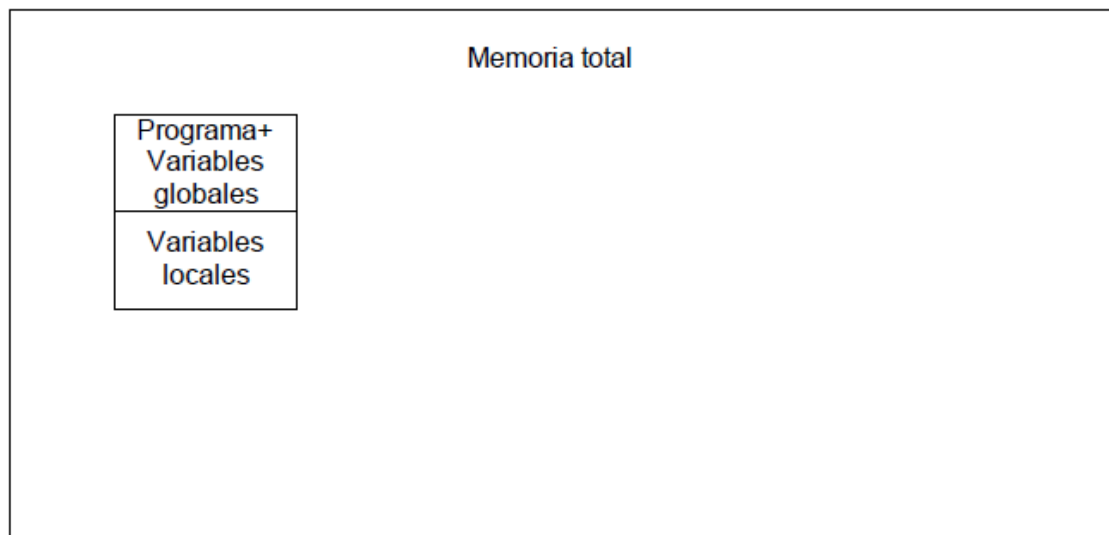 Memoria total
Programa+
Variables
globales
Variables
locales